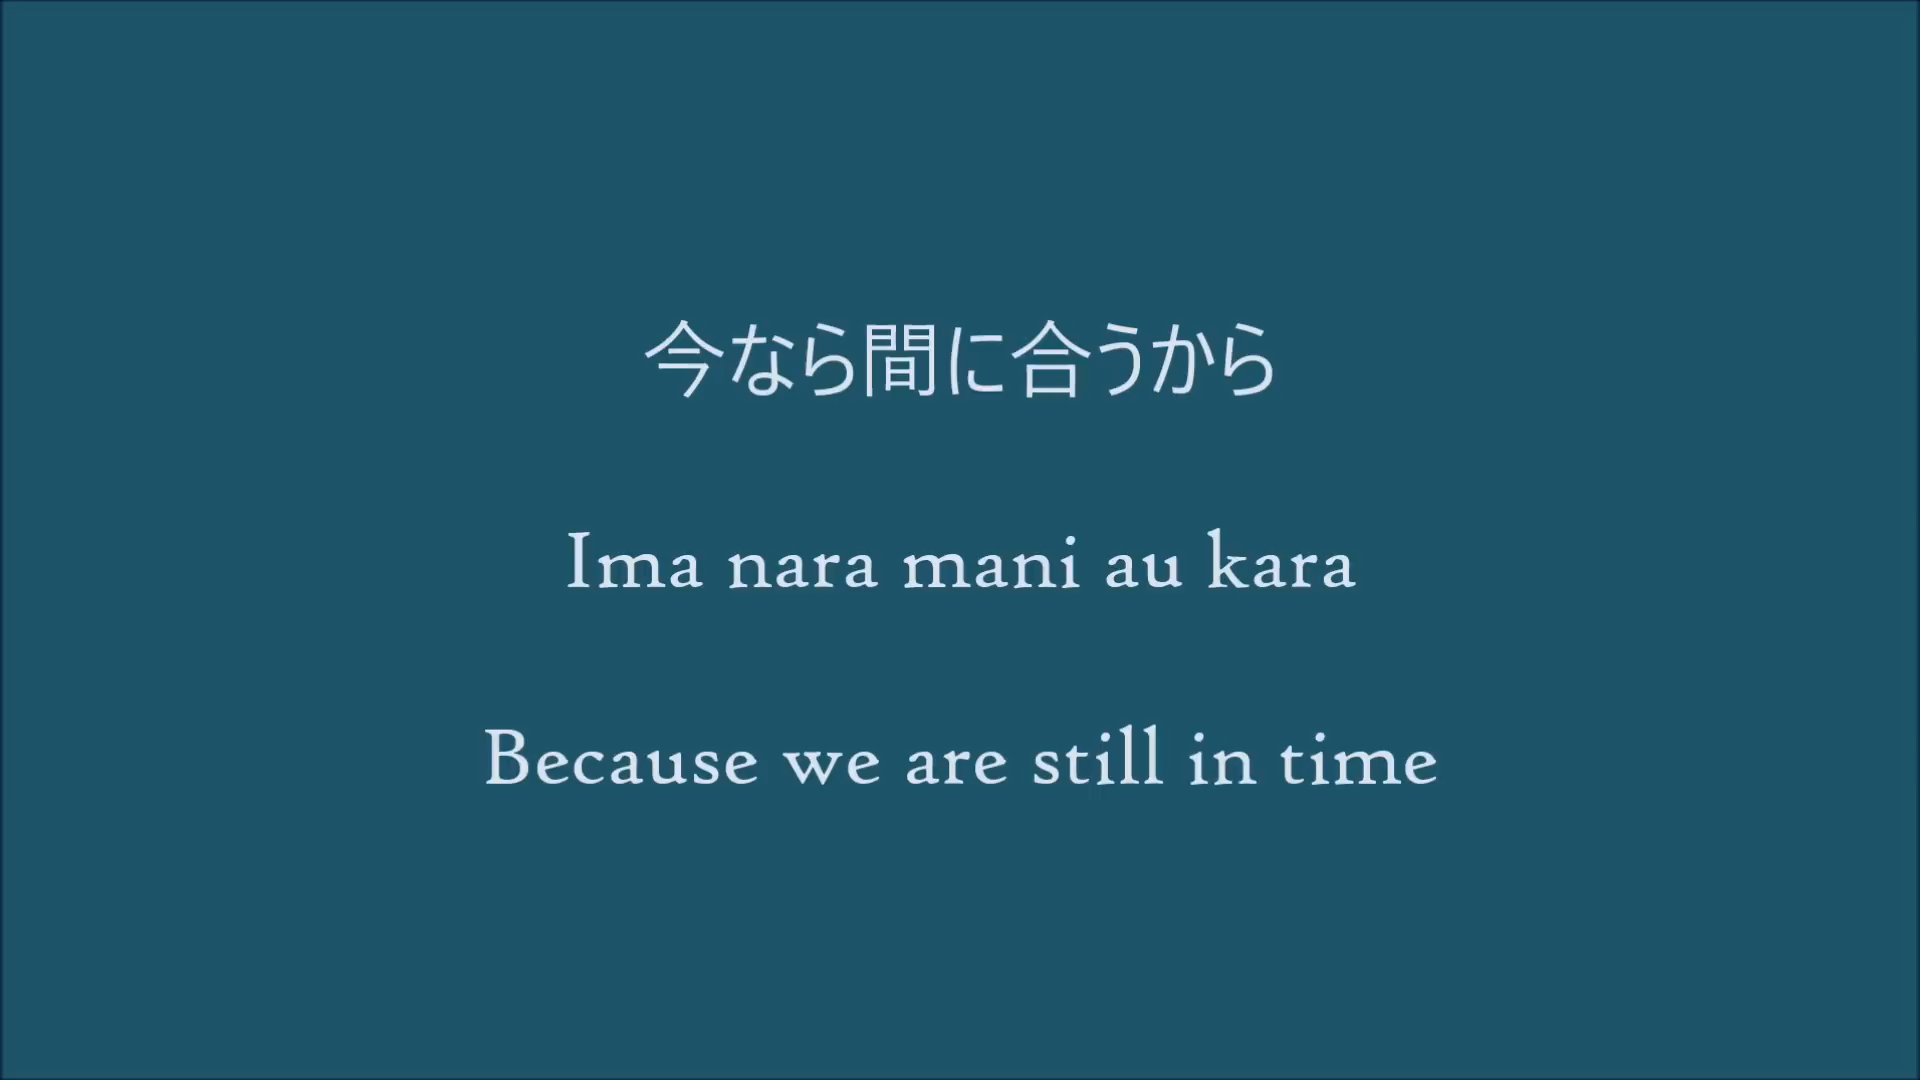 今なら間に合うから
Ima nara mani au kara
Because we are still in time